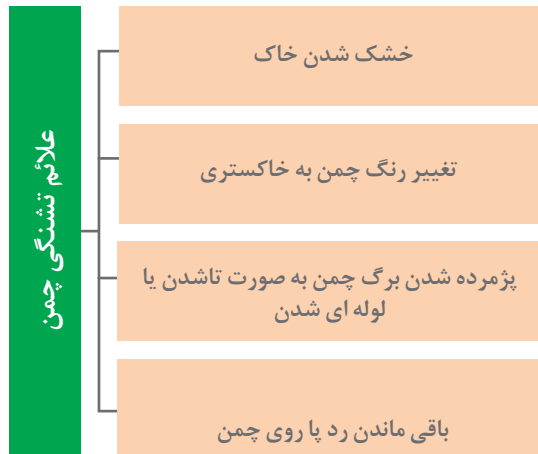 علائم تشنگی چمن
خشک شدن خاک
تغییر رنگ چمن به خاکستری
پژمرده شدن برگ چمن به صورت تاشدن یا
لوله ای شدن
باقی ماندن رد پا روی چمن